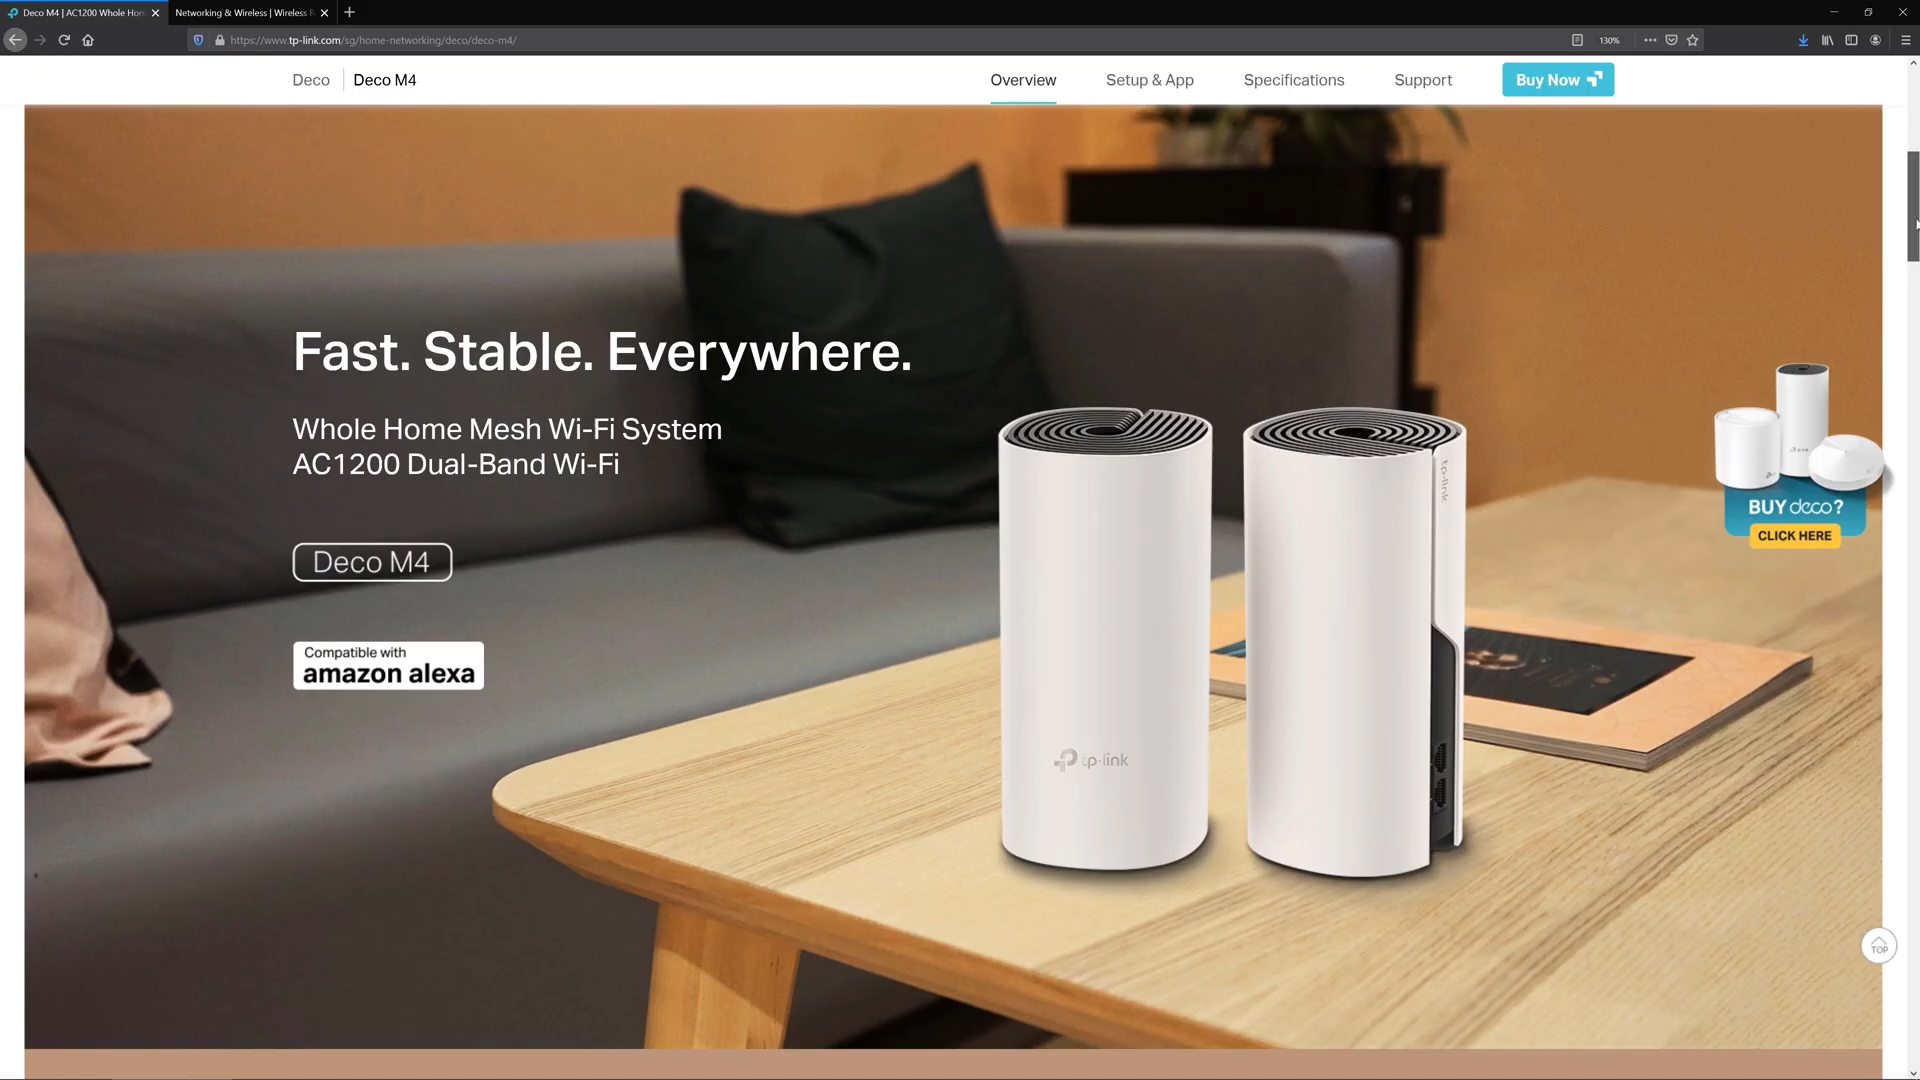 Deco M4 | AC1200 Whole Hom
Networking & Wireless | Wireless R
https://www.tp-link.com/sg/home-networking/deco/deco-m4/
130%
Deco
Deco M4
Overview
Setup & App
Specifications
Support
Buy Now
Fast. Stable. Everywhere.
Whole Home Mesh Wi-Fi System
AC1200 Dual-Band Wi-Fi
Deco M4
Compatible with
amazon alexa
tp-link
tp-link
BUY deco?
CLICK HERE
TOP